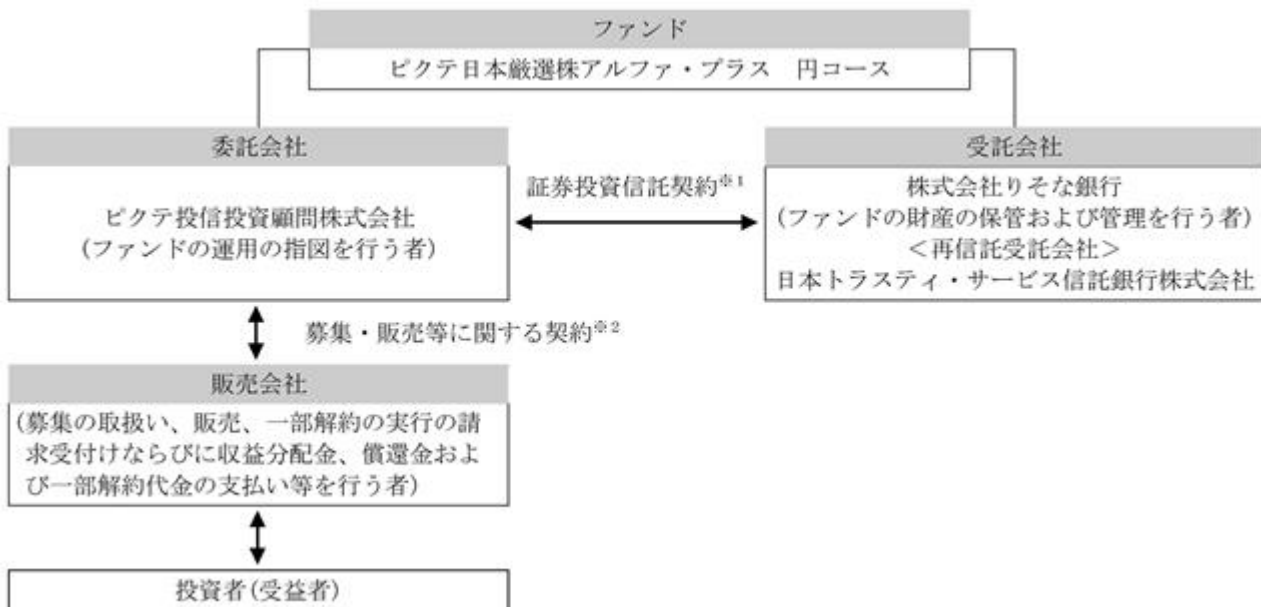 ファンド
ピクテ日本厳選株アルファ・プラス　円コース
委託会社
ピクテ投信投資顧問株式会社
(ファンドの運用の指図を行う者)
証券投資信託契約※1
受託会社
株式会社りそな銀行
(ファンドの財産の保管および管理を行う者)
＜再信託受託会社＞
日本トラスティ・サービス信託銀行株式会社
募集・販売等に関する契約※2
販売会社
(募集の取扱い、販売、一部解約の実行の請
求受付けならびに収益分配金、償還金およ
び一部解約代金の支払い等を行う者)
投資者(受益者)